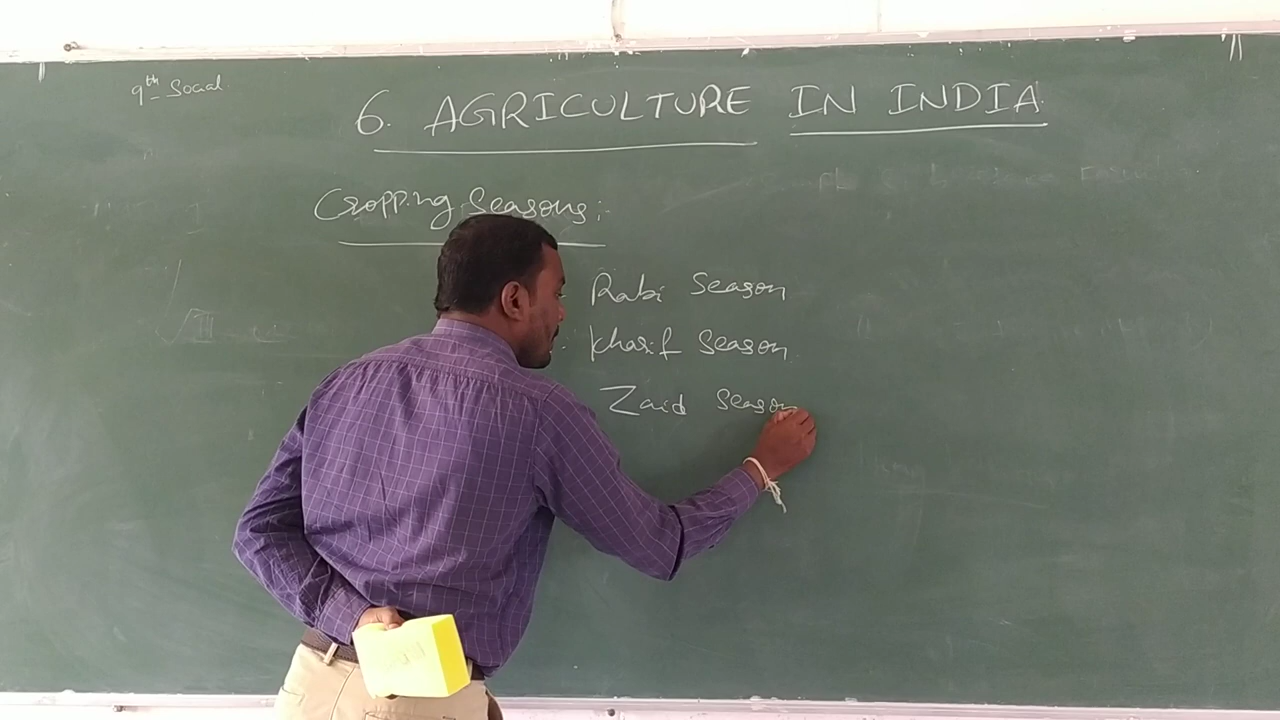 9th Social
6. AGRICULTURE IN INDIA
Cropping Seasons:-
Rabi Season
Kharif Season
Zaid Season